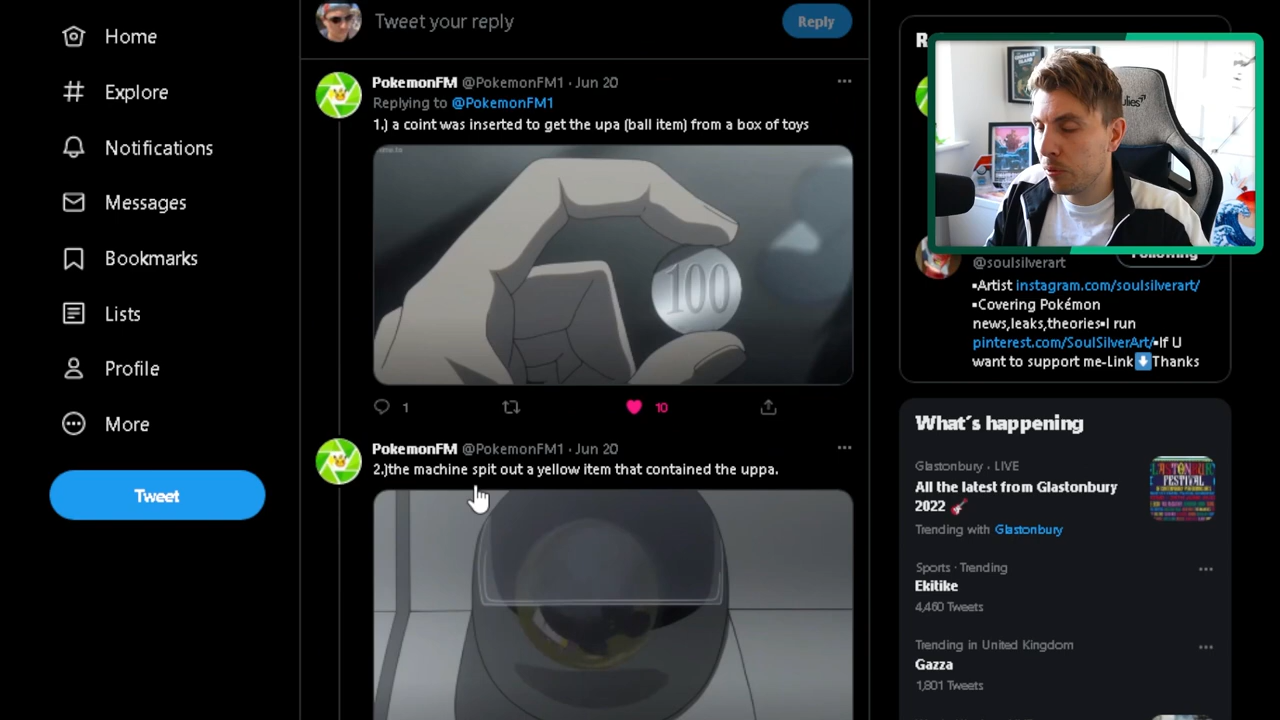 Home
Explore
Notifications
Messages
Bookmarks
Lists
Profile
More
Tweet
Tweet your reply
Reply
PokemonFM @PokemonFM1 · Jun 20
Replying to @PokemonFM1
1.) a coint was inserted to get the upa (ball item) from a box of toys
100
1
10
PokemonFM @PokemonFM1 · Jun 20
2.)the machine spit out a yellow item that contained the uppa.
R
Following
@soulsilverart
▪Artist instagram.com/soulsilverart/
▪Covering Pokémon
news,leaks,theories▪I run
pinterest.com/SoulSilverArt/▪If U
want to support me-Link⬇️Thanks
What's happening
Glastonbury · LIVE
All the latest from Glastonbury
2022
Trending with Glastonbury
GLASTONBURY
FESTIVAL
Sports · Trending
Ekitike
4,460 Tweets
Trending in United Kingdom
Gazza
1,801 Tweets